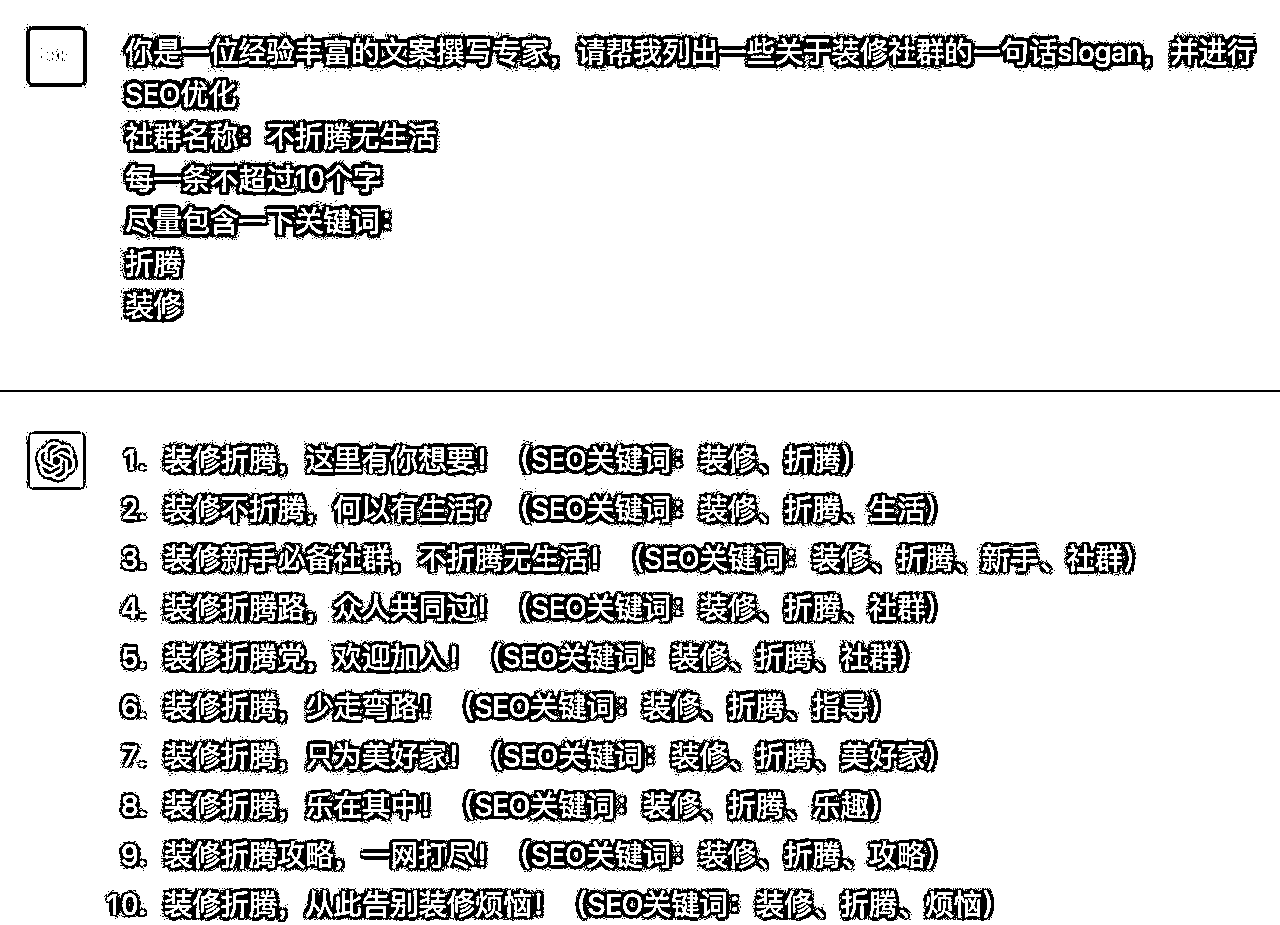 你是一位经验丰富的文案撰写专家，请帮我列出一些关于装修社群的一句话slogan，并进行
SEO优化
社群名称：不折腾无生活
每一条不超过10个字
尽量包含一下关键词：
折腾
装修
1. 装修折腾，这里有你想要！（SEO关键词：装修、折腾）
2. 装修不折腾，何以有生活？（SEO关键词：装修、折腾、生活）
3. 装修新手必备社群，不折腾无生活！（SEO关键词：装修、折腾、新手、社群）
4. 装修折腾路，众人共同过！（SEO关键词：装修、折腾、社群）
5. 装修折腾党，欢迎加入！（SEO关键词：装修、折腾、社群）
6. 装修折腾，少走弯路！（SEO关键词：装修、折腾、指导）
7. 装修折腾，只为美好家！（SEO关键词：装修、折腾、美好家）
8. 装修折腾，乐在其中！（SEO关键词：装修、折腾、乐趣）
9. 装修折腾攻略，一网打尽！（SEO关键词：装修、折腾、攻略）
10. 装修折腾，从此告别装修烦恼！（SEO关键词：装修、折腾、烦恼）